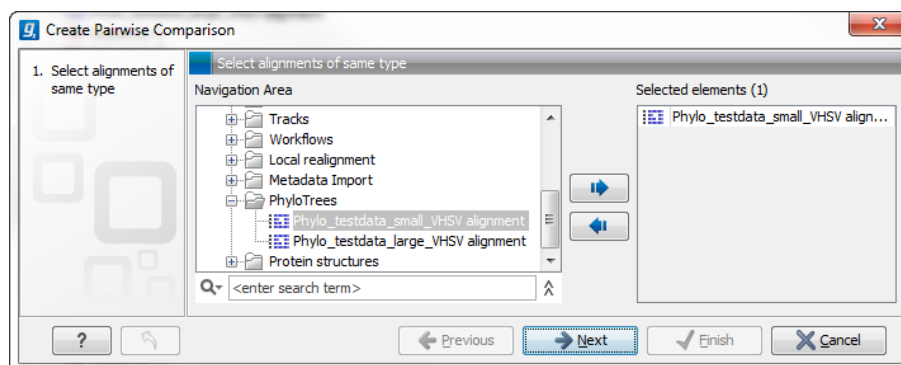 Create Pairwise Comparison
1. Select alignments of
same type
Select alignments of same type
Navigation Area
Tracks
Workflows
Local realignment
Metadata Import
PhyloTrees
Phylo_testdata_small_VHSV alignment
Phylo_testdata_large_VHSV alignment
Protein structures
<enter search term>
Selected elements (1)
Phylo_testdata_small_VHSV align...
?
Previous
Next
Finish
Cancel